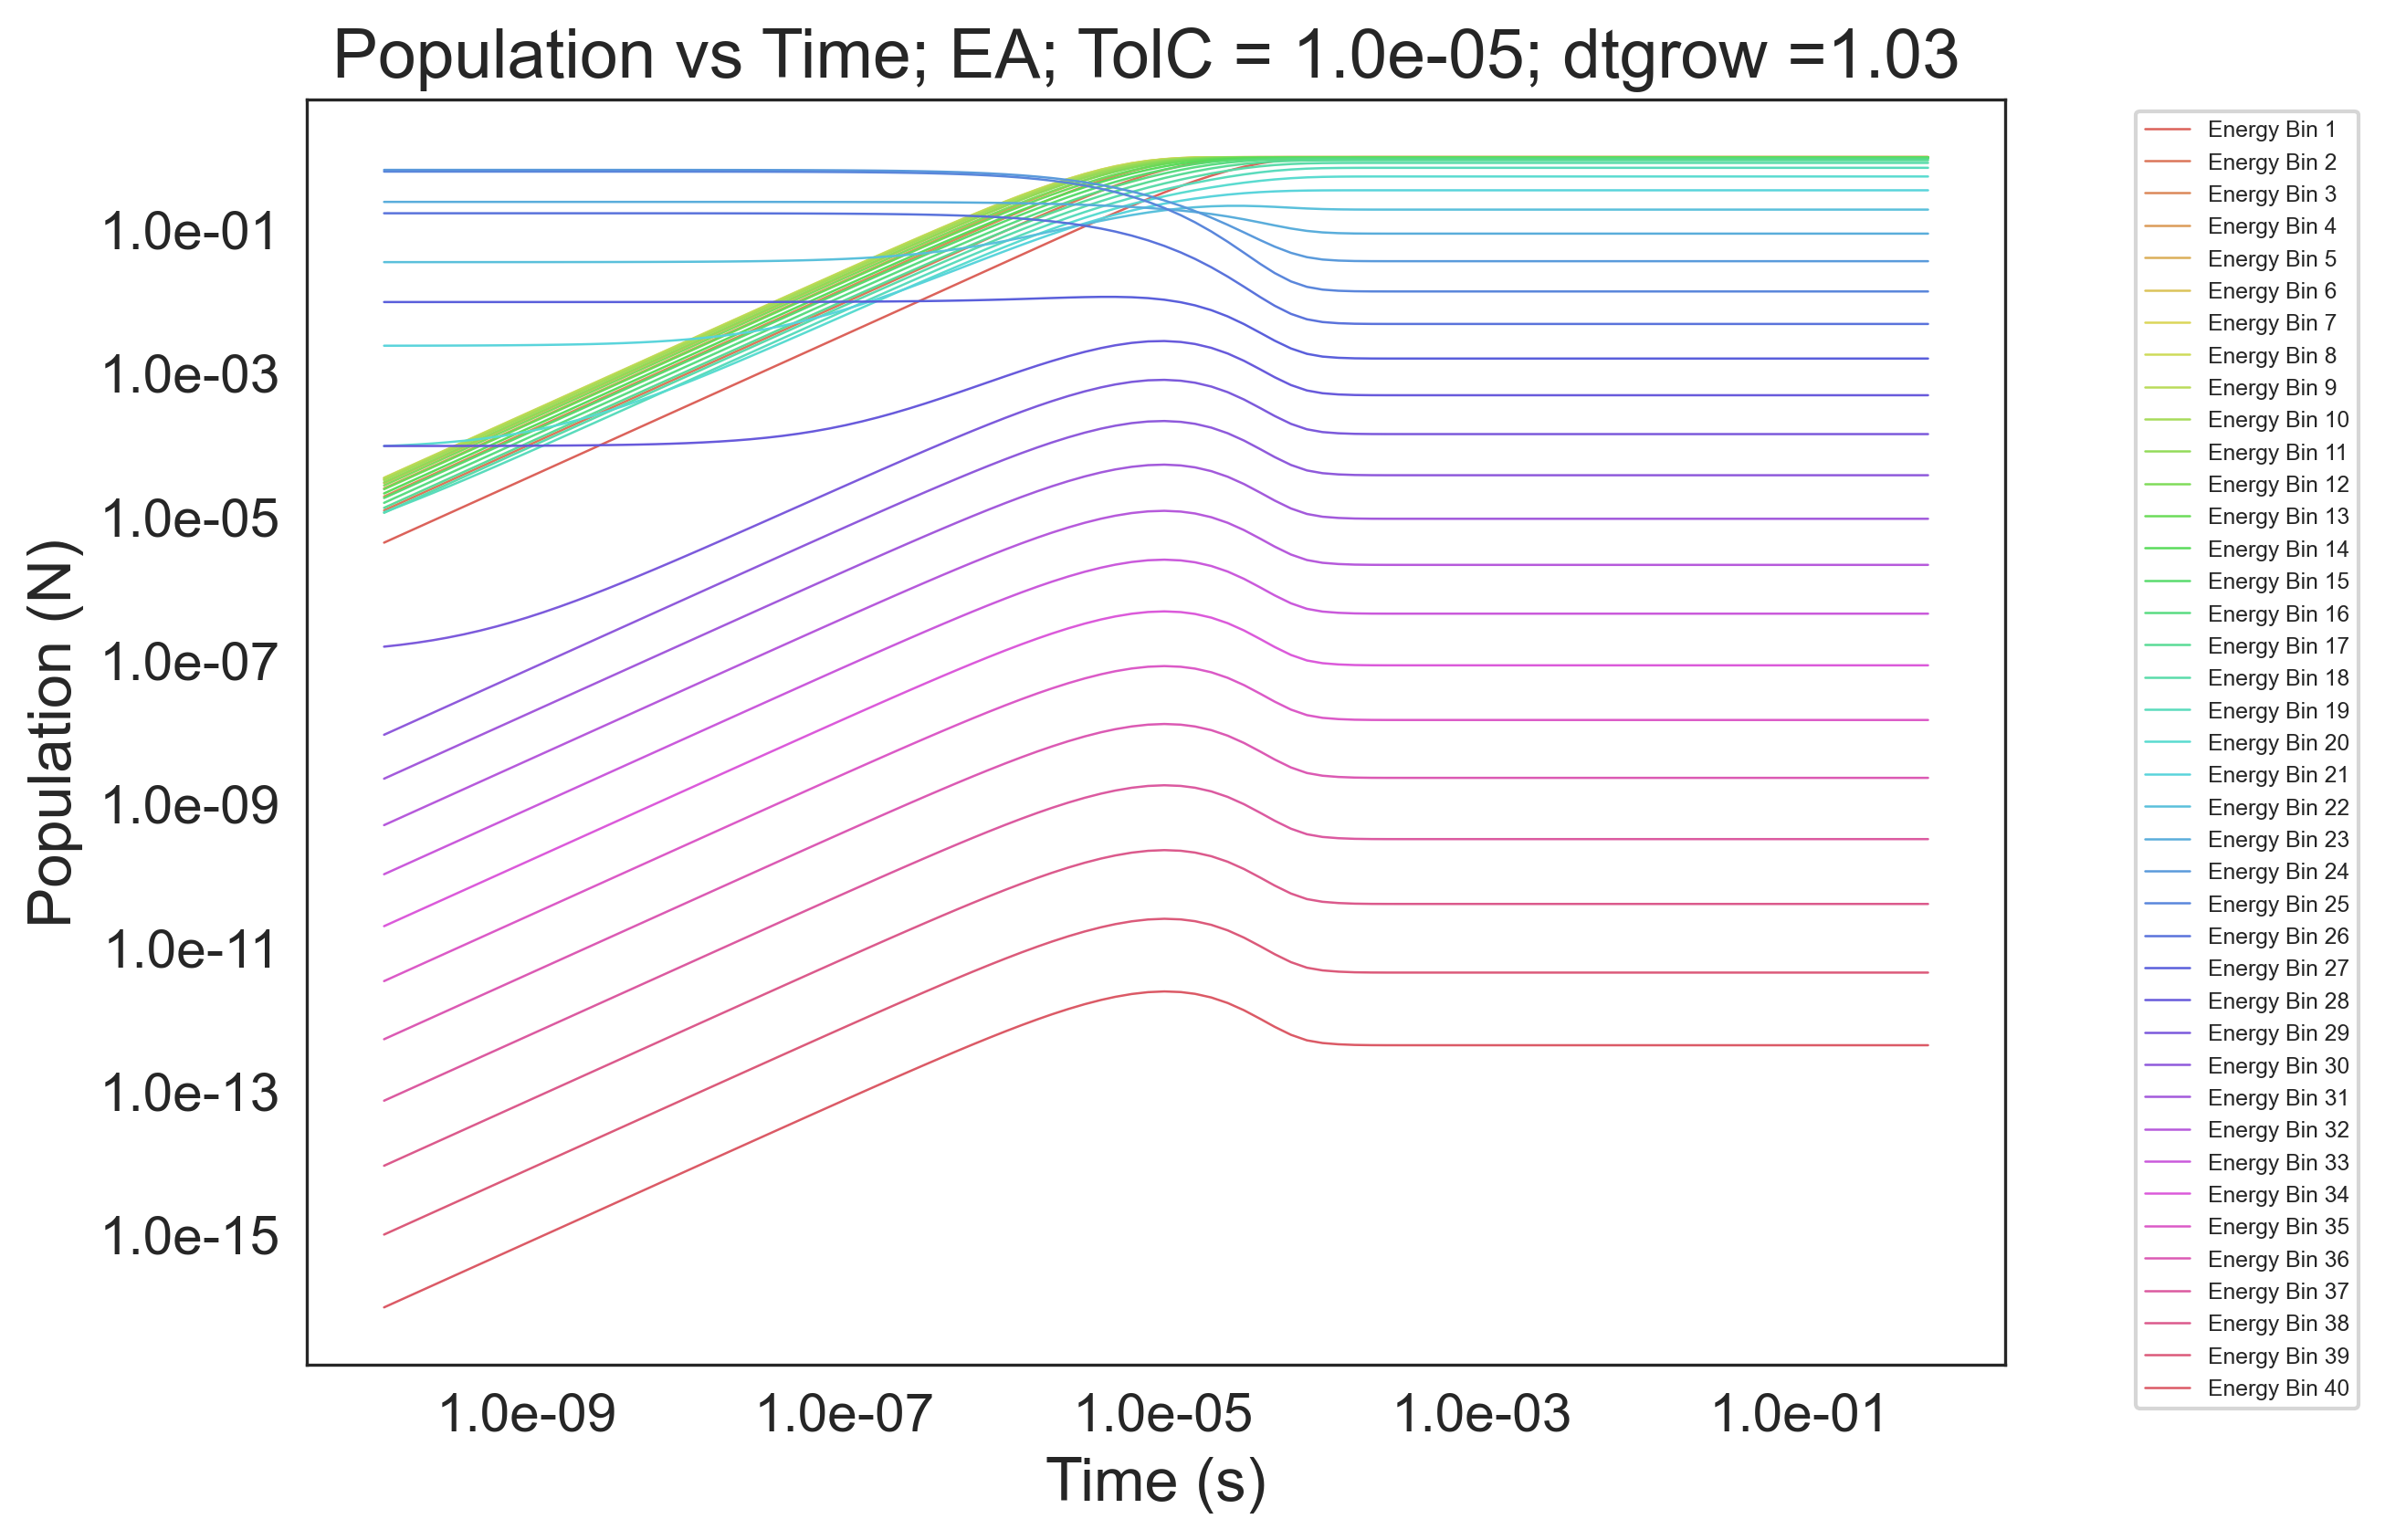 Population vs Time; EA; TolC = 1.0e-05; dtgrow =1.03
Population (N)
1.0e-01
1.0e-03
1.0e-05
1.0e-07
1.0e-09
1.0e-11
1.0e-13
1.0e-15
1.0e-09
1.0e-07
1.0e-05
1.0e-03
1.0e-01
Time (s)
Energy Bin 1
Energy Bin 2
Energy Bin 3
Energy Bin 4
Energy Bin 5
Energy Bin 6
Energy Bin 7
Energy Bin 8
Energy Bin 9
Energy Bin 10
Energy Bin 11
Energy Bin 12
Energy Bin 13
Energy Bin 14
Energy Bin 15
Energy Bin 16
Energy Bin 17
Energy Bin 18
Energy Bin 19
Energy Bin 20
Energy Bin 21
Energy Bin 22
Energy Bin 23
Energy Bin 24
Energy Bin 25
Energy Bin 26
Energy Bin 27
Energy Bin 28
Energy Bin 29
Energy Bin 30
Energy Bin 31
Energy Bin 32
Energy Bin 33
Energy Bin 34
Energy Bin 35
Energy Bin 36
Energy Bin 37
Energy Bin 38
Energy Bin 39
Energy Bin 40